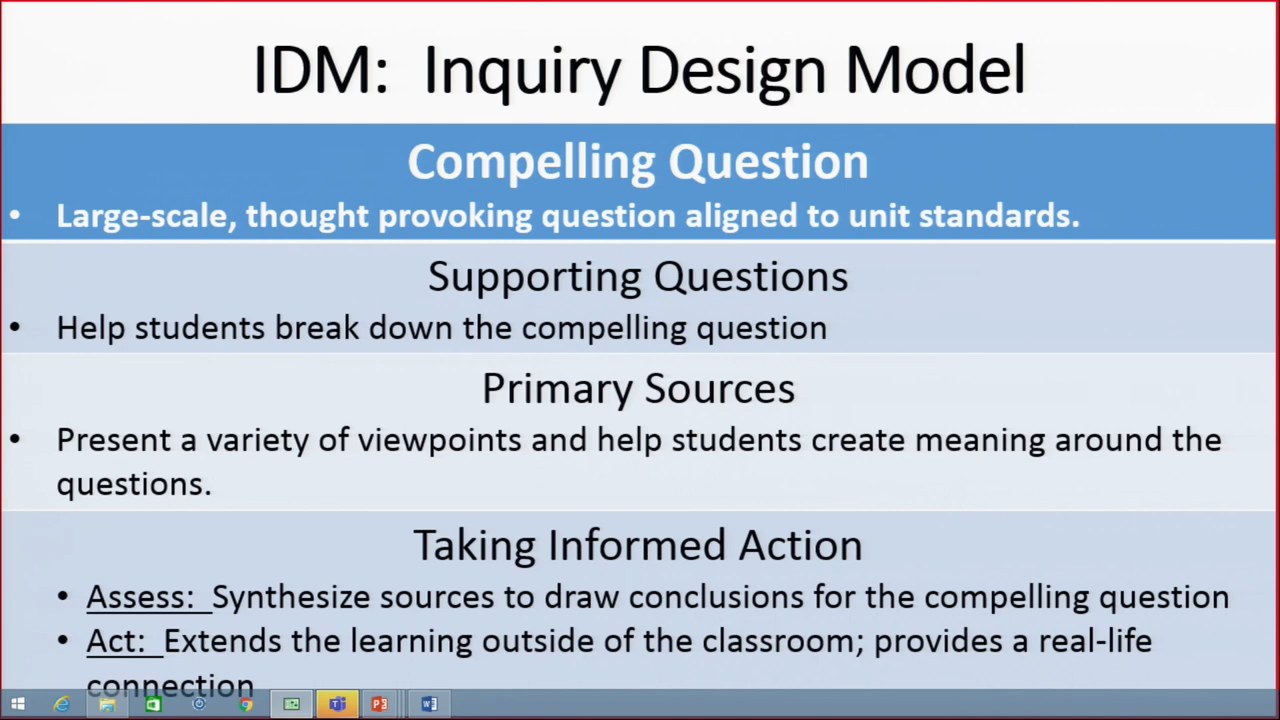 IDM: Inquiry Design Model
Compelling Question
• Large-scale, thought provoking question aligned to unit standards.
Supporting Questions
• Help students break down the compelling question
Primary Sources
• Present a variety of viewpoints and help students create meaning around the
questions.
Taking Informed Action
• Assess: Synthesize sources to draw conclusions for the compelling question
• Act: Extends the learning outside of the classroom; provides a real-life
connection